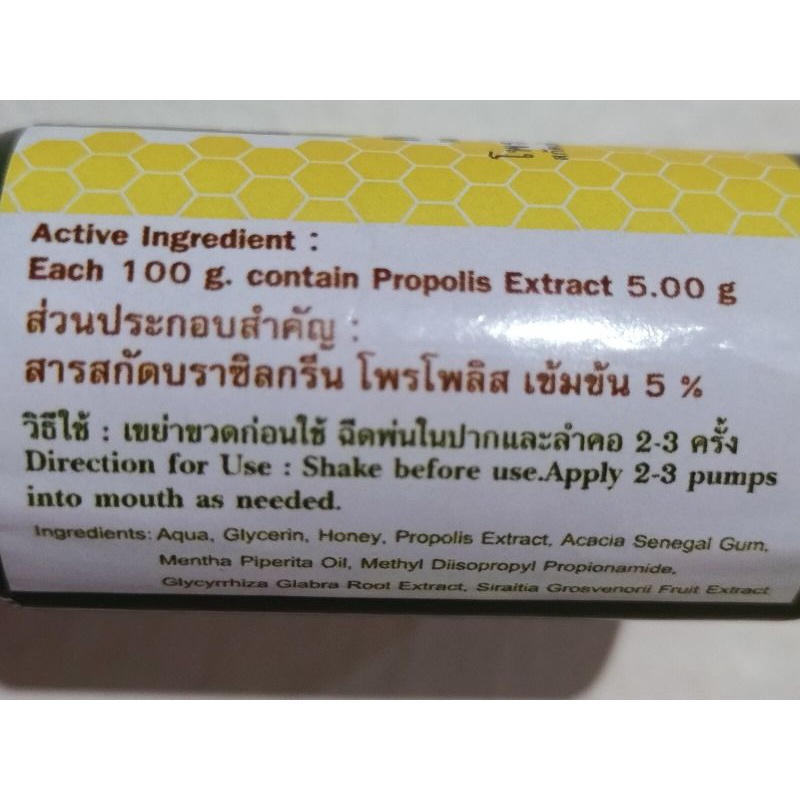 Active Ingredient :
Each 100 g. contain Propolis Extract 5.00 g
ส่วนประกอบสำคัญ :
สารสกัดบราซิลกรีน โพรโพลิส เข้มข้น 5 %
วิธีใช้ : เขย่าขวดก่อนใช้ ฉีดพ่นในปากและลำคอ 2-3 ครั้ง
Direction for Use : Shake before use.Apply 2-3 pumps
into mouth as needed.
Ingredients: Aqua, Glycerin, Honey, Propolis Extract, Acacia Senegal Gum,
Mentha Piperita Oil, Methyl Diisopropyl Propionamide,
Glycyrrhiza Glabra Root Extract, Siraitia Grosvenorii Fruit Extract